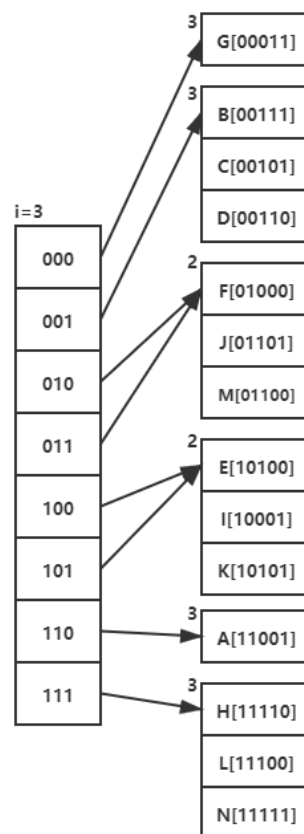 i=3
000
001
010
011
100
101
110
111
3
G[00011]
3
B[00111]
C[00101]
D[00110]
2
F[01000]
J[01101]
M[01100]
2
E[10100]
I[10001]
K[10101]
3
A[11001]
3
H[11110]
L[11100]
N[11111]